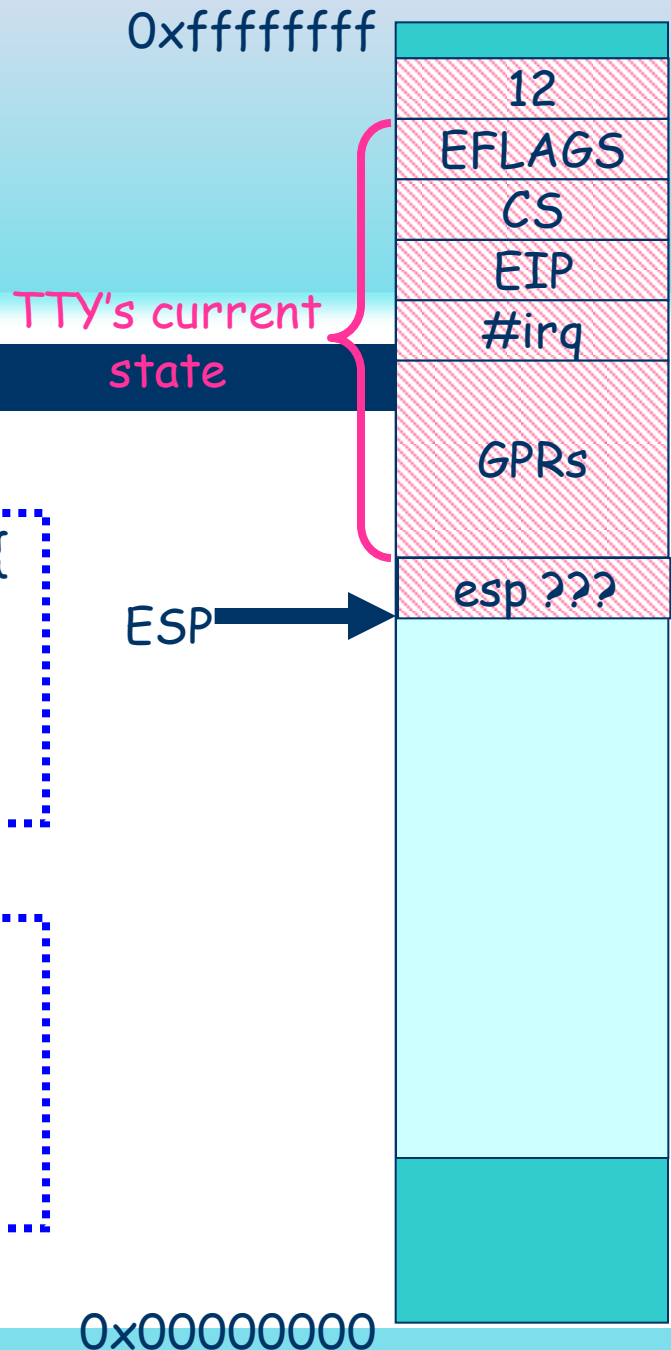 0xffffffff
12
EFLAGS
CS
EIP
TTY's current
state
#irq
GPRs
{
esp ???
ESP
0x00000000